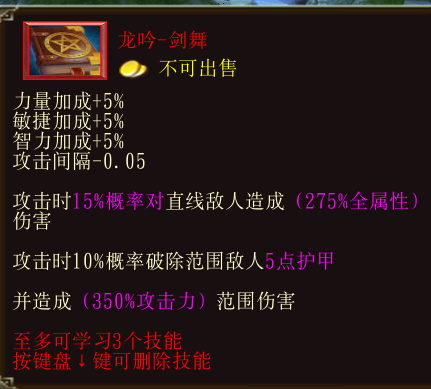 龙吟-剑舞
不可出售
力量加成+5%
敏捷加成+5%
智力加成+5%
攻击间隔-0.05
攻击时15%概率对直线敌人造成（275%全属性）
伤害
攻击时10%概率破除范围敌人5点护甲
并造成（350%攻击力）范围伤害
至多可学习3个技能
按键盘↓键可删除技能